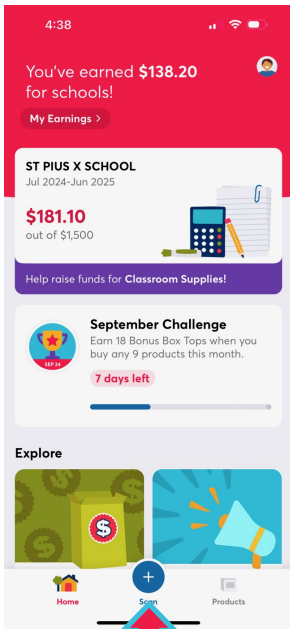 4:38
You've earned $138.20
for schools!
My Earnings >
ST PIUS X SCHOOL
Jul 2024-Jun 2025
$181.10
out of $1,500
Help raise funds for Classroom Supplies!
September Challenge
Earn 18 Bonus Box Tops when you
buy any 9 products this month.
SEP 24
7 days left
Explore
$
$
Home
Scan
Products